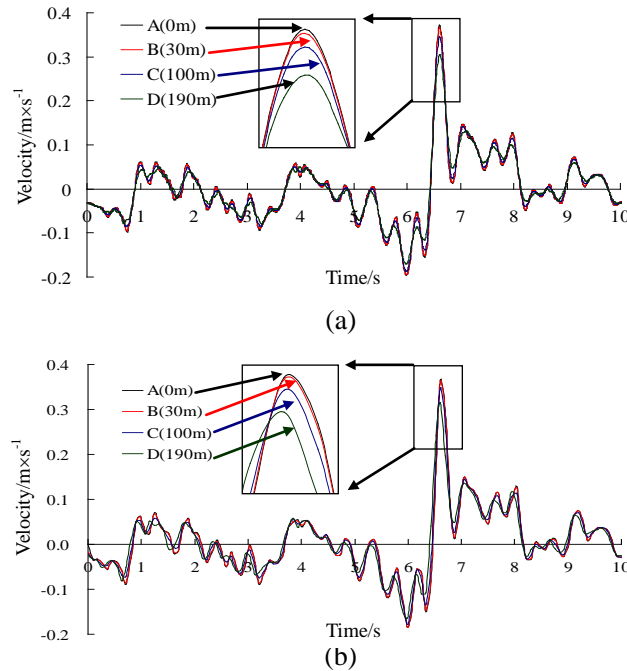 A(0m)
B(30m)
C(100m)
D(190m)
Velocity/m×s⁻¹
0.4
0.3
0.2
0.1
0
-0.1
-0.2
0 1 2 3 4 5 6 7 8 9 10
Time/s
(a)
A(0m)
B(30m)
C(100m)
D(190m)
Velocity/m×s⁻¹
0.4
0.3
0.2
0.1
0.0
-0.1
-0.2
0 1 2 3 4 5 6 7 8 9 10
Time/s
(b)